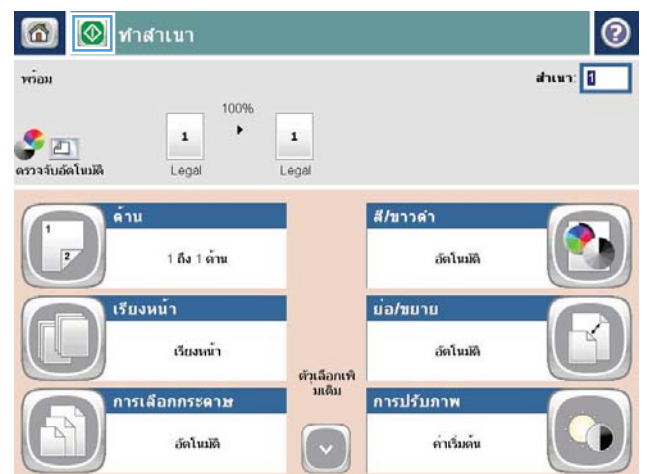 ทำสำเนา
พร้อม
สำเนา: 1
100%
1 1
ตรวจจับอัตโนมัติ Legal Legal
ด้าน
1 2
1 ถึง 1 ด้าน
สี/ขาวดำ
อัตโนมัติ
เรียงหน้า
เรียงหน้า
ย่อ/ขยาย
อัตโนมัติ
ตัวเลือกเพิ
มเติม
การเลือกกระดาษ
อัตโนมัติ
การปรับภาพ
ค่าเริ่มต้น